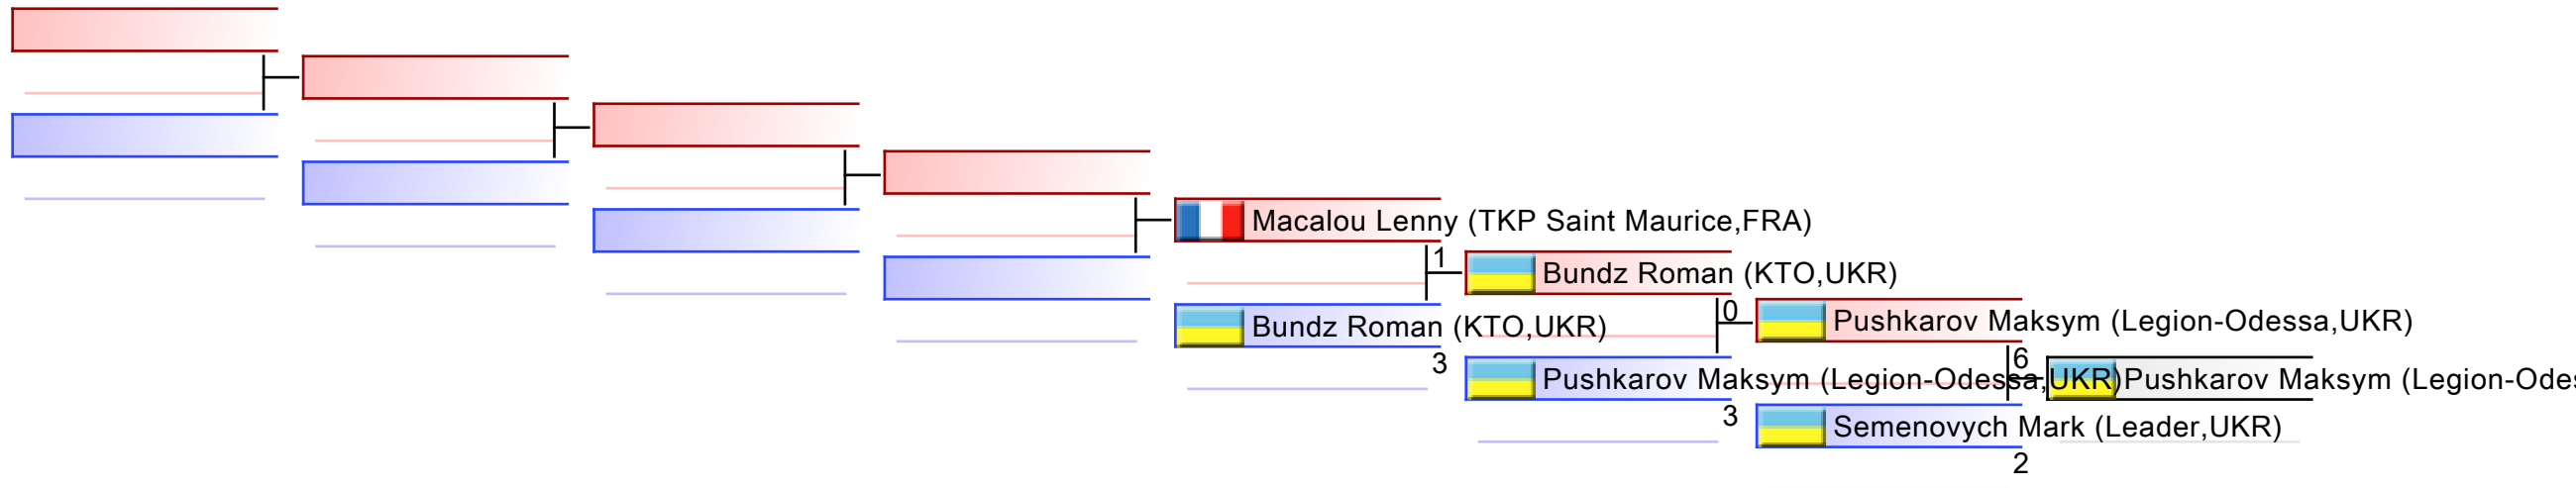 Macalou Lenny (TKP Saint Maurice,FRA)
1
Bundz Roman (KTO,UKR)
0
Bundz Roman (KTO,UKR)
Pushkarov Maksym (Legion-Odessa,UKR)
3
6
Pushkarov Maksym (Legion-Odessa,UKR)
Pushkarov Maksym (Legion-Odes
3
Semenovych Mark (Leader,UKR)
2